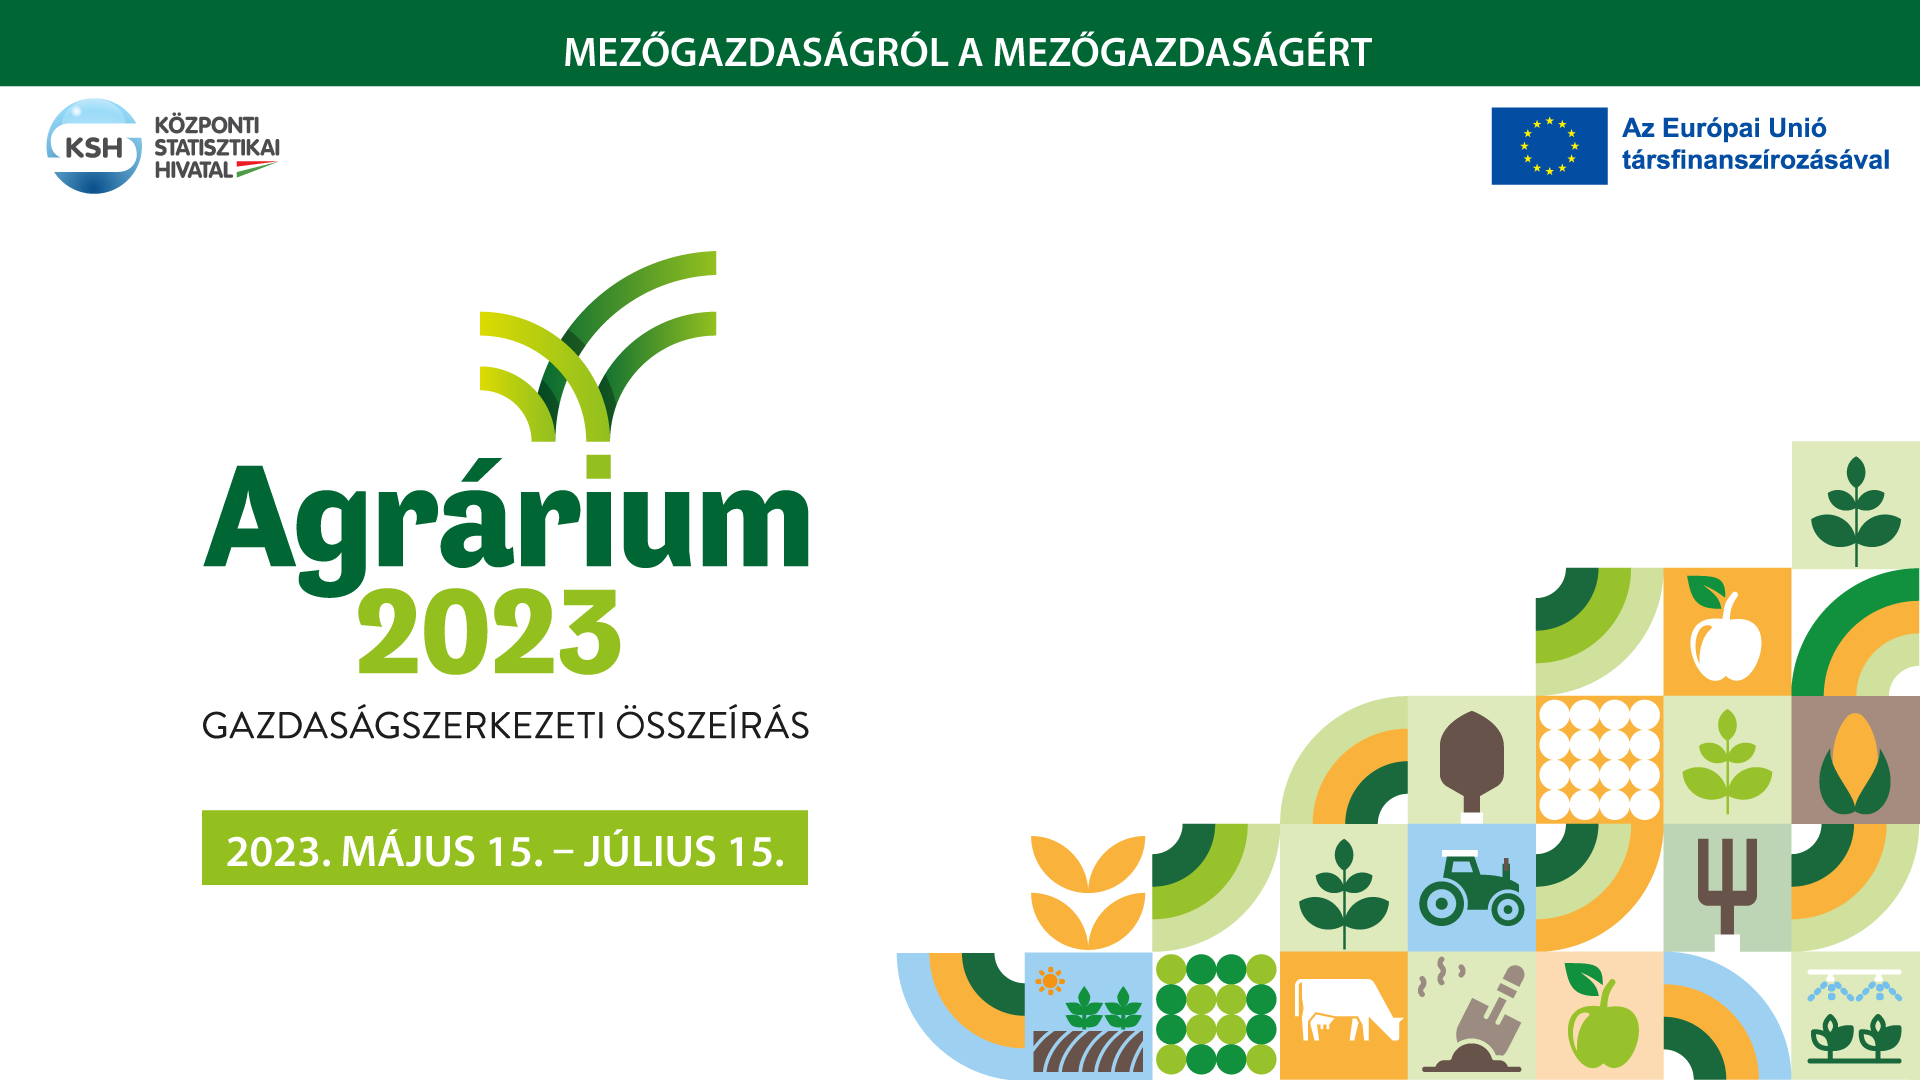 MEZŐGAZDASÁGRÓL A MEZŐGAZDASÁGÉRT
KSH
KÖZPONTI
STATISZTIKAI
HIVATAL
Az Európai Unió
társfinanszírozásával
Agrárium
2023
GAZDASÁGSZERKEZETI ÖSSZEÍRÁS
2023. MÁJUS 15. – JÚLIUS 15.